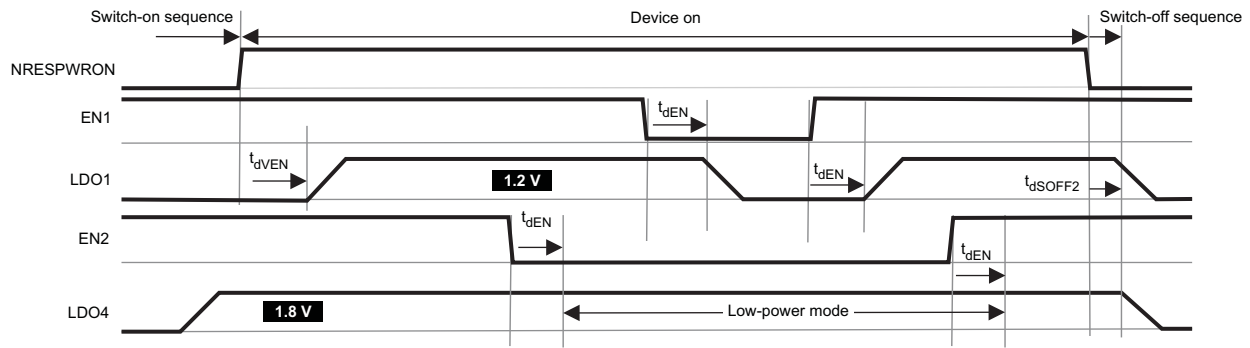 Switch-on sequence
Device on
Switch-off sequence
NRESPWRON
EN1
tdEN
tdVEN
LDO1
1.2 V
tdEN
tdSOFF2
tdEN
EN2
tdEN
LDO4
1.8 V
Low-power mode